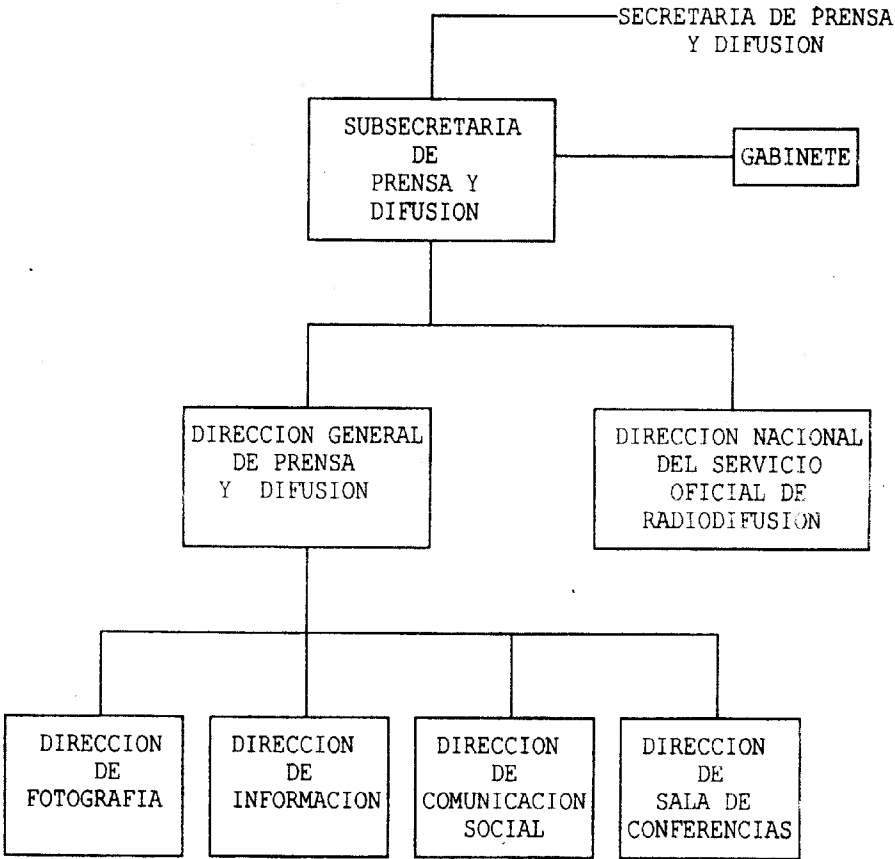 SECRETARIA DE PRENSA
Y DIFUSION
SUBSECRETARIA
DE
PRENSA Y
DIFUSION
GABINETE
DIRECCION GENERAL
DE PRENSA
Y DIFUSION
DIRECCION NACIONAL
DEL SERVICIO
OFICIAL DE
RADIODIFUSION
DIRECCION
DE
FOTOGRAFIA
DIRECCION
DE
INFORMACION
DIRECCION
DE
COMUNICACION
SOCIAL
DIRECCION
DE
SALA DE
CONFERENCIAS